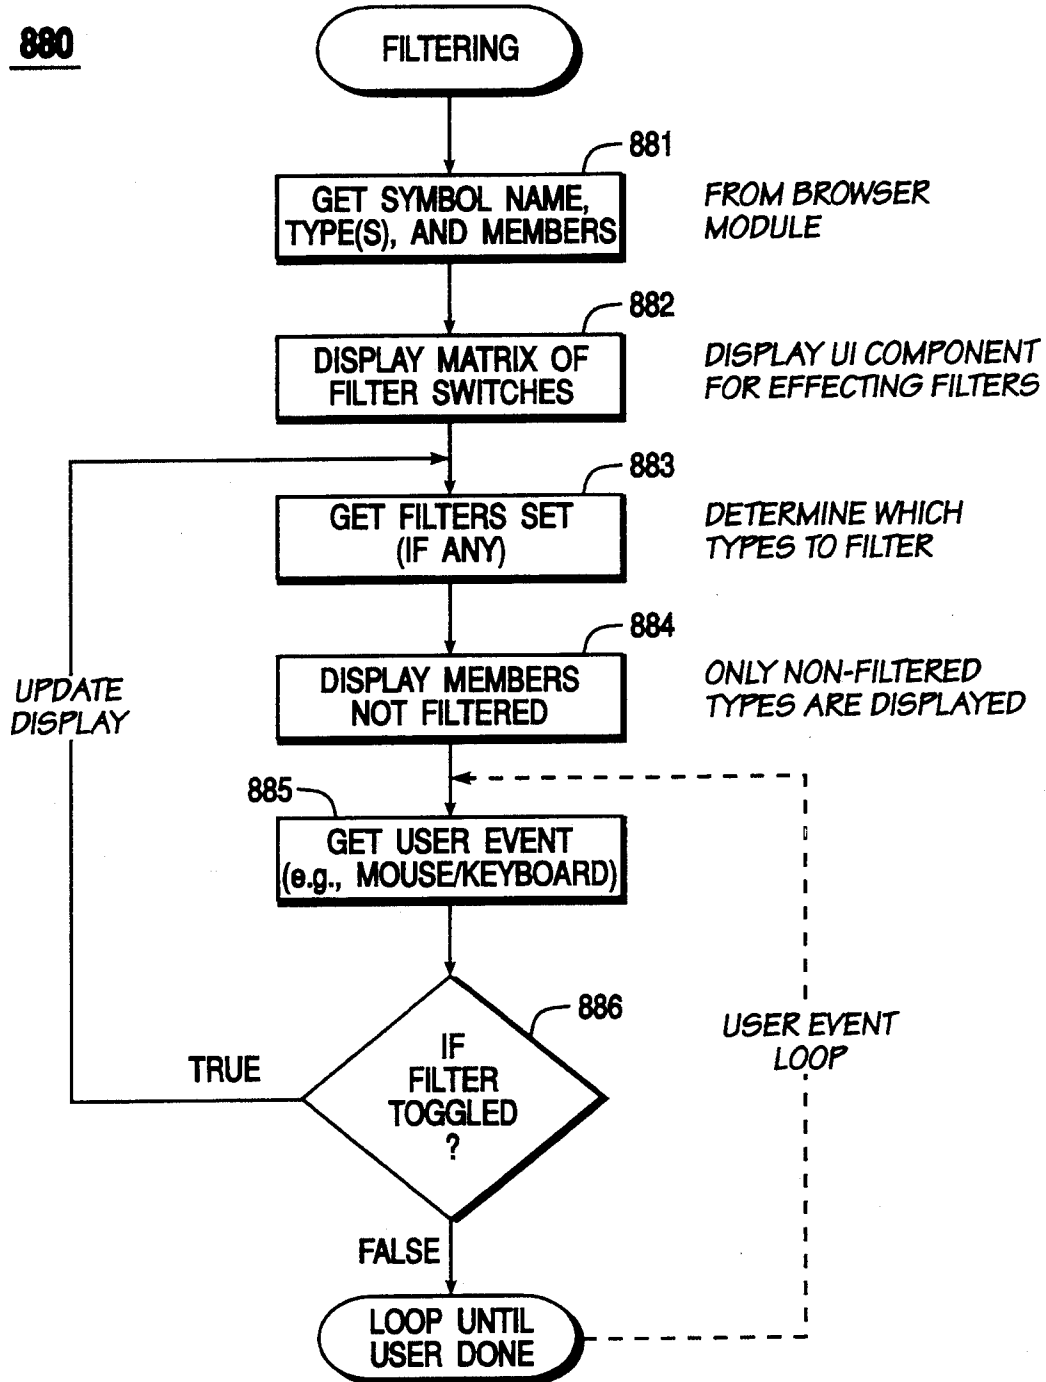 880
FILTERING
881
GET SYMBOL NAME,
TYPE(S), AND MEMBERS
FROM BROWSER
MODULE
882
DISPLAY MATRIX OF
FILTER SWITCHES
DISPLAY UI COMPONENT
FOR EFFECTING FILTERS
883
GET FILTERS SET
(IF ANY)
DETERMINE WHICH
TYPES TO FILTER
884
DISPLAY MEMBERS
NOT FILTERED
ONLY NON-FILTERED
TYPES ARE DISPLAYED
UPDATE
DISPLAY
885
GET USER EVENT
(e.g., MOUSE/KEYBOARD)
886
IF
FILTER
TOGGLED
?
TRUE
USER EVENT
LOOP
FALSE
LOOP UNTIL
USER DONE